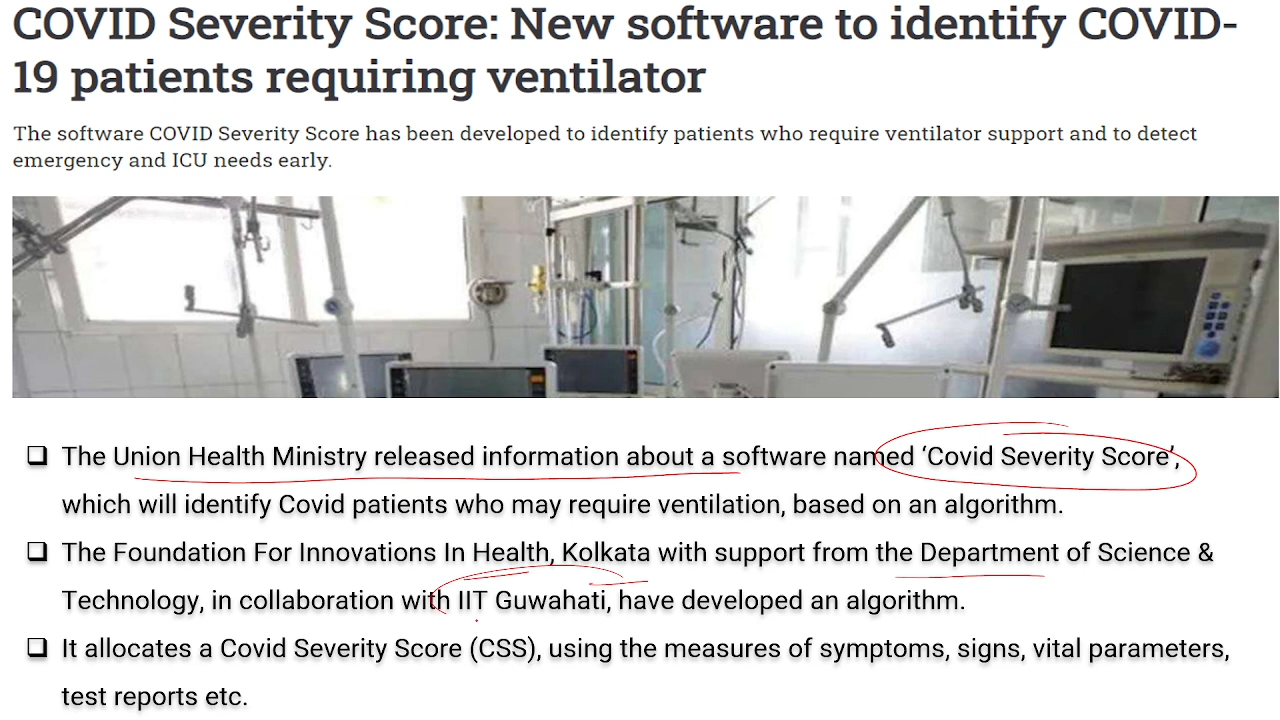 COVID Severity Score: New software to identify COVID-
19 patients requiring ventilator
The software COVID Severity Score has been developed to identify patients who require ventilator support and to detect
emergency and ICU needs early.
❑ The Union Health Ministry released information about a software named ‘Covid Severity Score’,
which will identify Covid patients who may require ventilation, based on an algorithm.
❑ The Foundation For Innovations In Health, Kolkata with support from the Department of Science &
Technology, in collaboration with IIT Guwahati, have developed an algorithm.
❑ It allocates a Covid Severity Score (CSS), using the measures of symptoms, signs, vital parameters,
test reports etc.